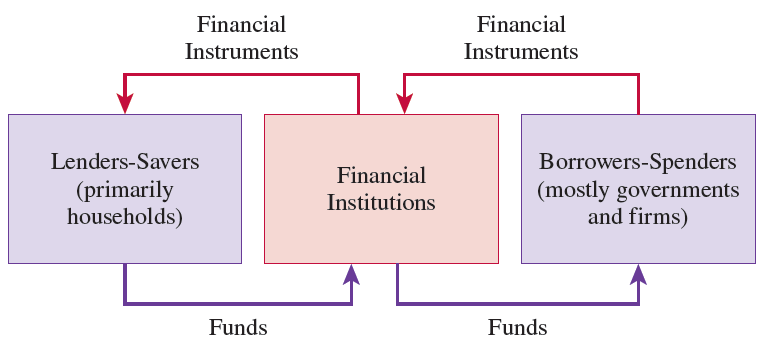 Financial
Instruments
Financial
Instruments
Lenders-Savers
(primarily
households)
Financial
Institutions
Borrowers-Spenders
(mostly governments
and firms)
Funds
Funds